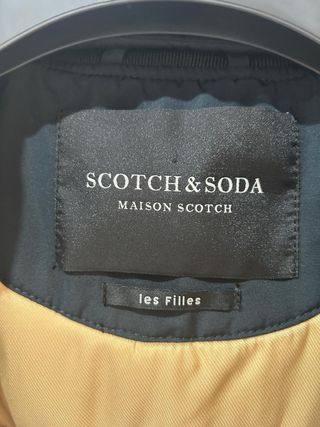 SCOTCH & SODA
MAISON SCOTCH
les Filles